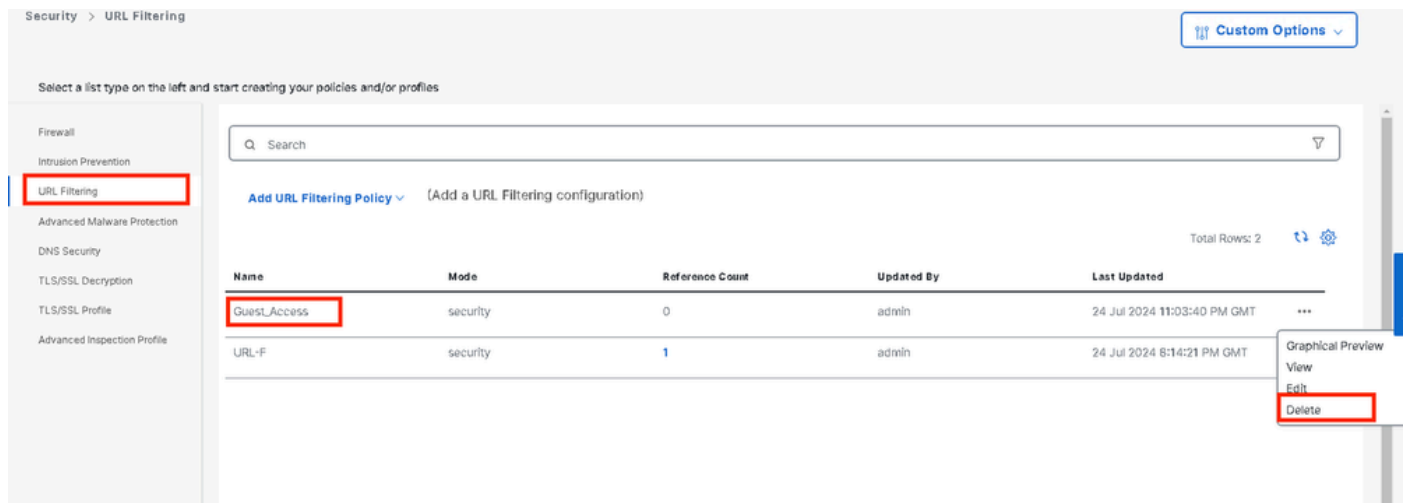 Security > URL Filtering
Custom Options
Select a list type on the left and start creating your policies and/or profiles
Firewall
Intrusion Prevention
URL Filtering
Advanced Malware Protection
DNS Security
TLS/SSL Decryption
TLS/SSL Profile
Advanced Inspection Profile
Search
Add URL Filtering Policy (Add a URL Filtering configuration)
Total Rows: 2
Name Mode Reference Count Updated By Last Updated
Guest_Access security 0 admin 24 Jul 2024 11:03:40 PM GMT ...
URL-F security 1 admin 24 Jul 2024 6:14:21 PM GMT
Graphical Preview
View
Edit
Delete